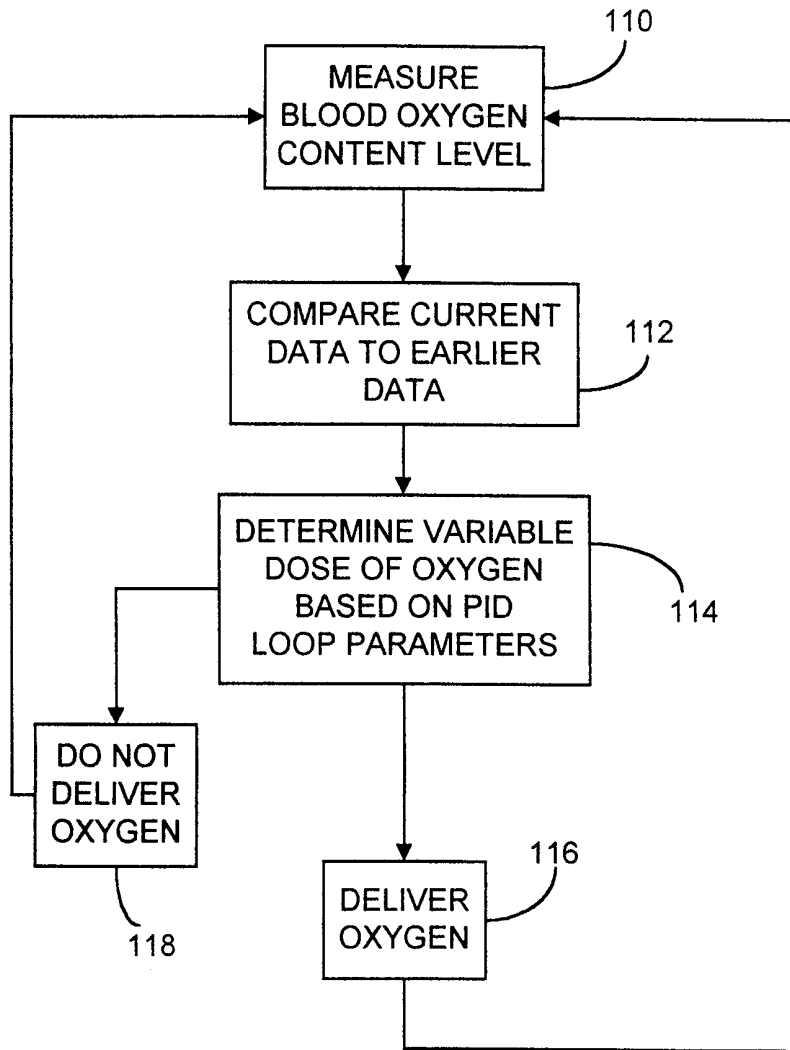 110
MEASURE
BLOOD OXYGEN
CONTENT LEVEL
COMPARE CURRENT
DATA TO EARLIER
DATA
112
DETERMINE VARIABLE
DOSE OF OXYGEN
BASED ON PID
LOOP PARAMETERS
114
DO NOT
DELIVER
OXYGEN
118
116
DELIVER
OXYGEN